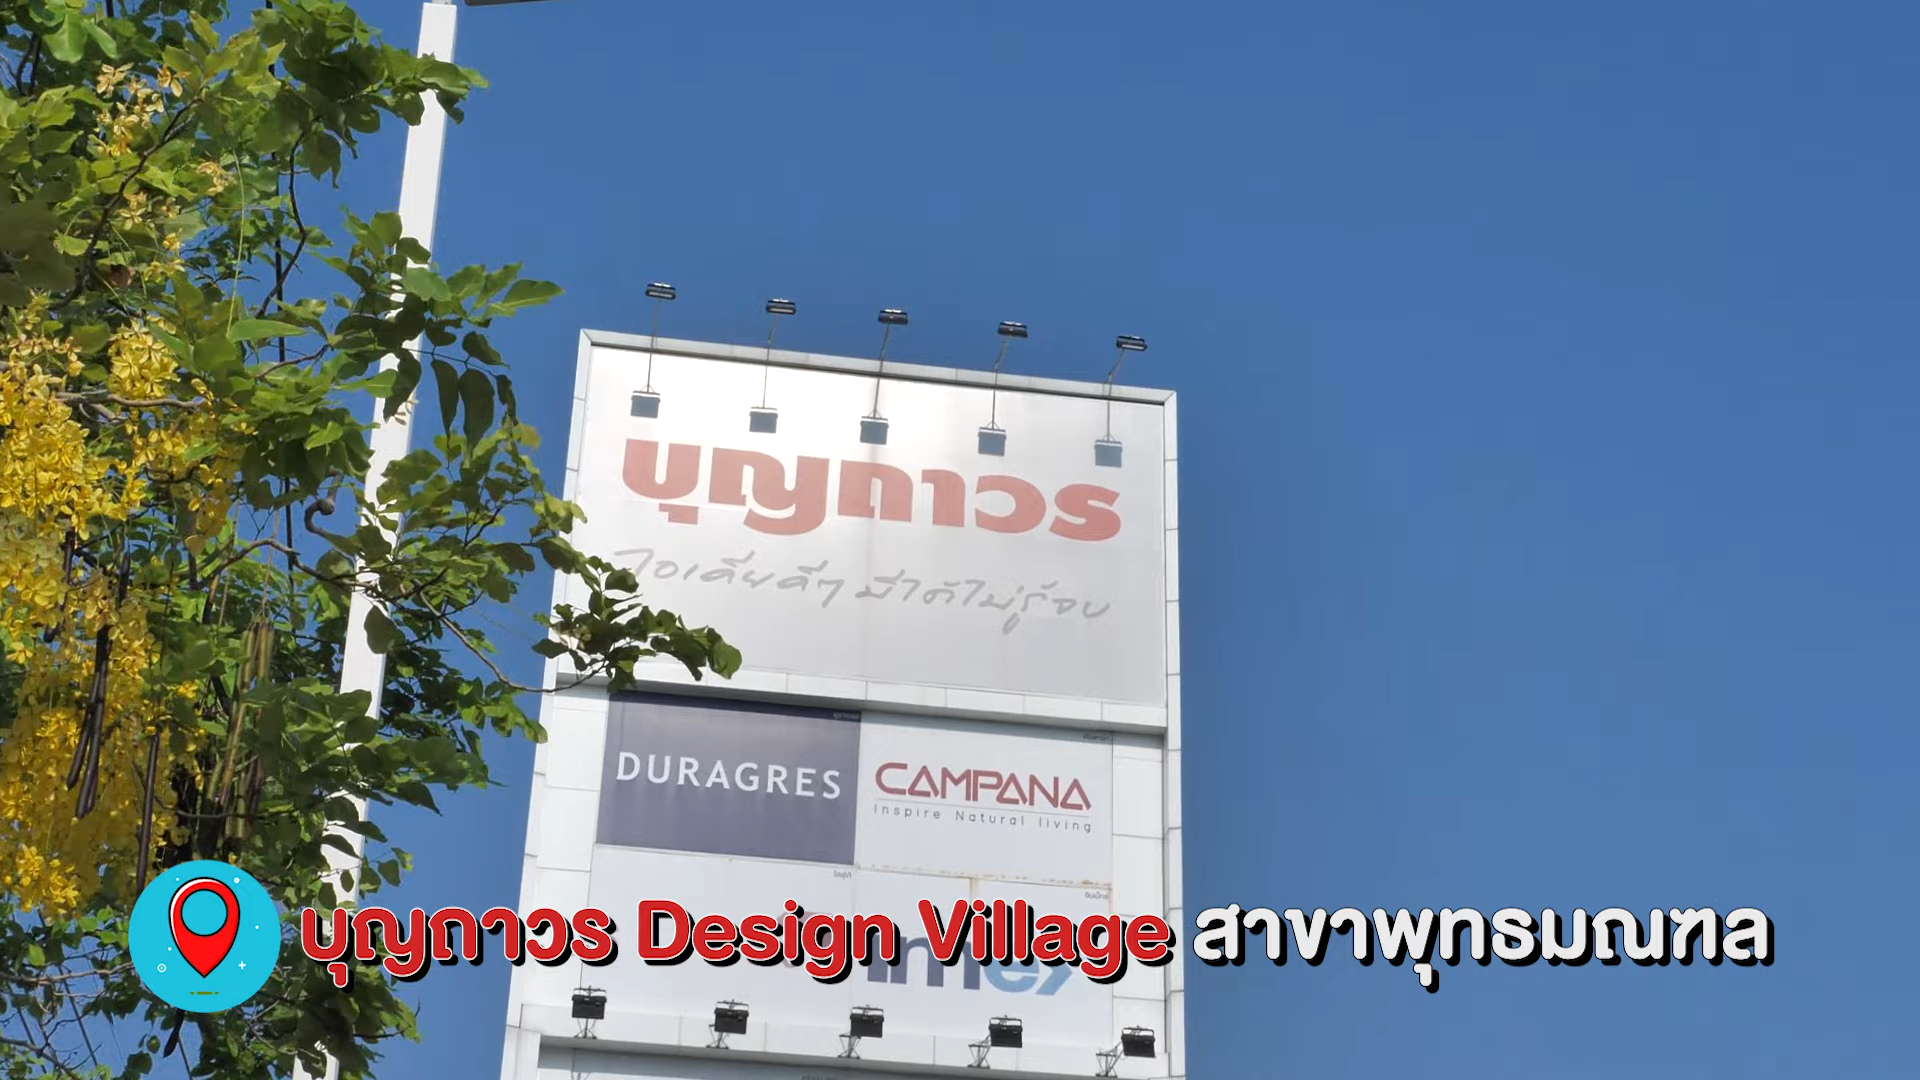 บุญถาวร
ไอเดียดีๆ มีได้ไม่รู้จบ
DURAGRES
CAMPANA
Inspire Natural living
บุญถาวร Design Village สาขาพุทธมณฑล